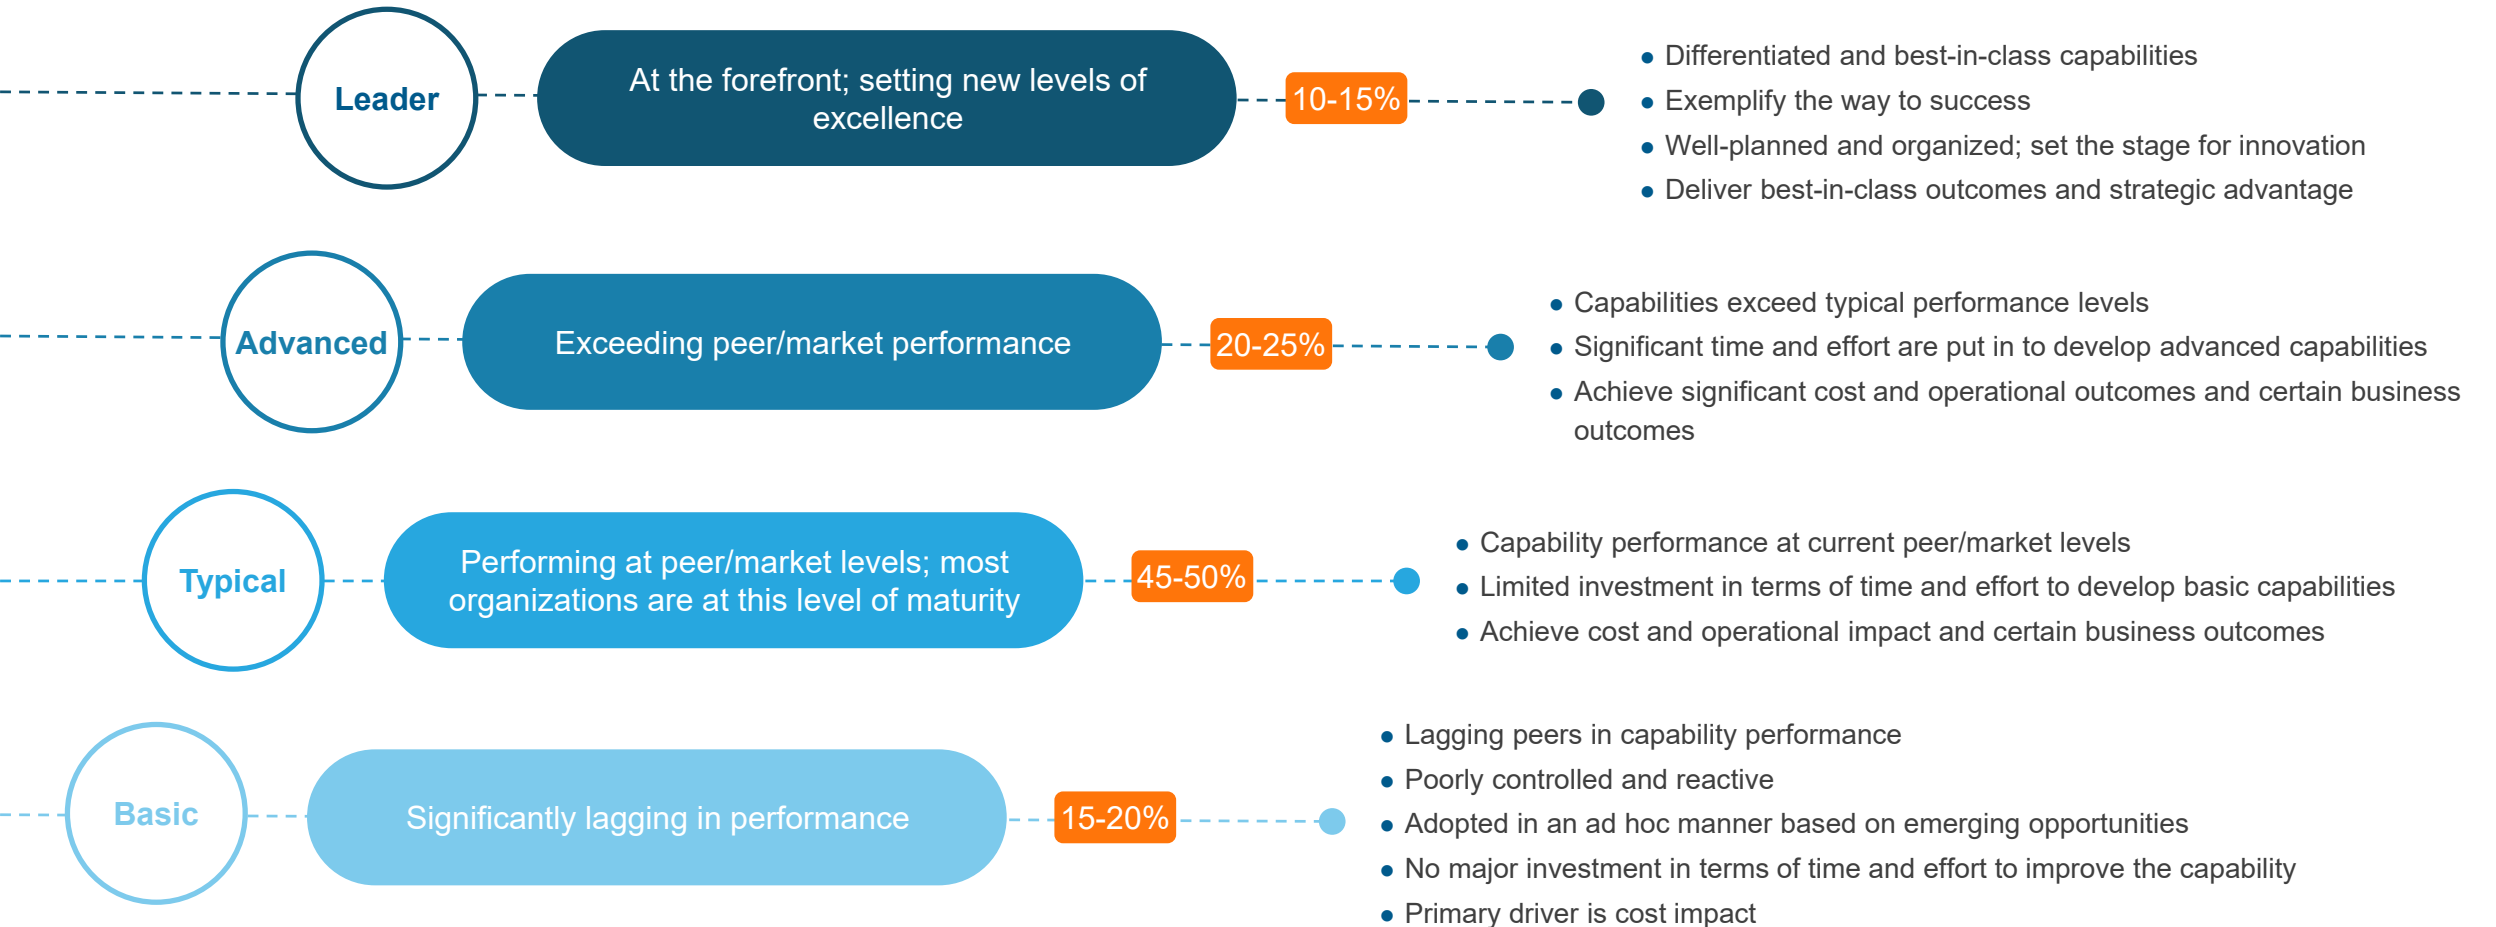 Leader
At the forefront; setting new levels of
excellence
10-15%
Differentiated and best-in-class capabilities
Exemplify the way to success
Well-planned and organized; set the stage for innovation
Deliver best-in-class outcomes and strategic advantage
Advanced
Exceeding peer/market performance
20-25%
Capabilities exceed typical performance levels
Significant time and effort are put in to develop advanced capabilities
Achieve significant cost and operational outcomes and certain business
outcomes
Typical
Performing at peer/market levels; most
organizations are at this level of maturity
45-50%
Capability performance at current peer/market levels
Limited investment in terms of time and effort to develop basic capabilities
Achieve cost and operational impact and certain business outcomes
Basic
Significantly lagging in performance
15-20%
Lagging peers in capability performance
Poorly controlled and reactive
Adopted in an ad hoc manner based on emerging opportunities
No major investment in terms of time and effort to improve the capability
Primary driver is cost impact